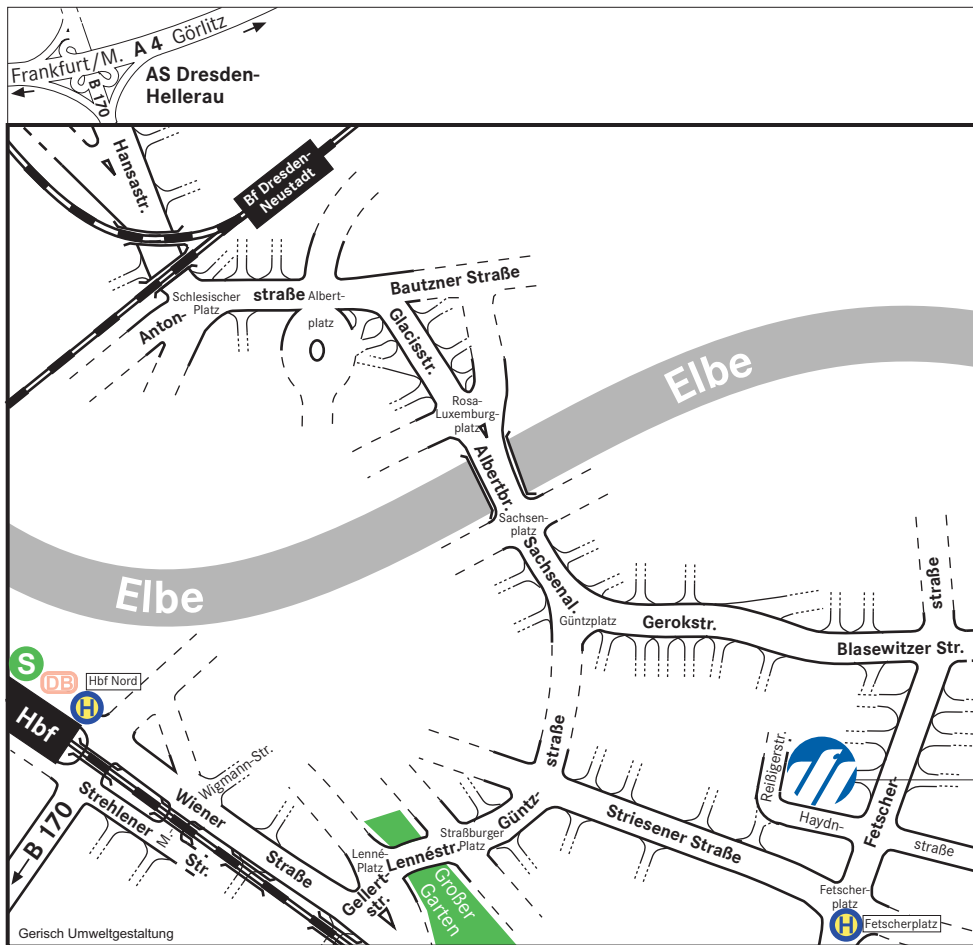 Frankfurt/M. A 4 Görlitz
B 170
AS Dresden-
Hellerau
Hansastr.
Bf Dresden-
Neustadt
Schlesischer
Platz
Anton-
straße
Albert-
platz
Bautzner Straße
Glacisstr.
Rosa-
Luxemburg-
platz
Elbe
Albertbr.
Sachsen-
platz
Sachsenal.
Elbe
Güntzplatz
Gerokstr.
straße
Blasewitzer Str.
S
DB
Hbf Nord
H
Hbf
B 170
Strehlener
Str.
M.-
Wigmann-Str.
Wiener
Straße
straße
Güntz-
Straßburger
Platz
Lenné-
Platz
Lennéstr.
Gellert-
str.
Großer
Garten
Striesener Straße
Reißigerstr.
Haydn-
straße
Fetscher-
Fetscher-
platz
H
Fetscherplatz
Gerisch Umweltgestaltung